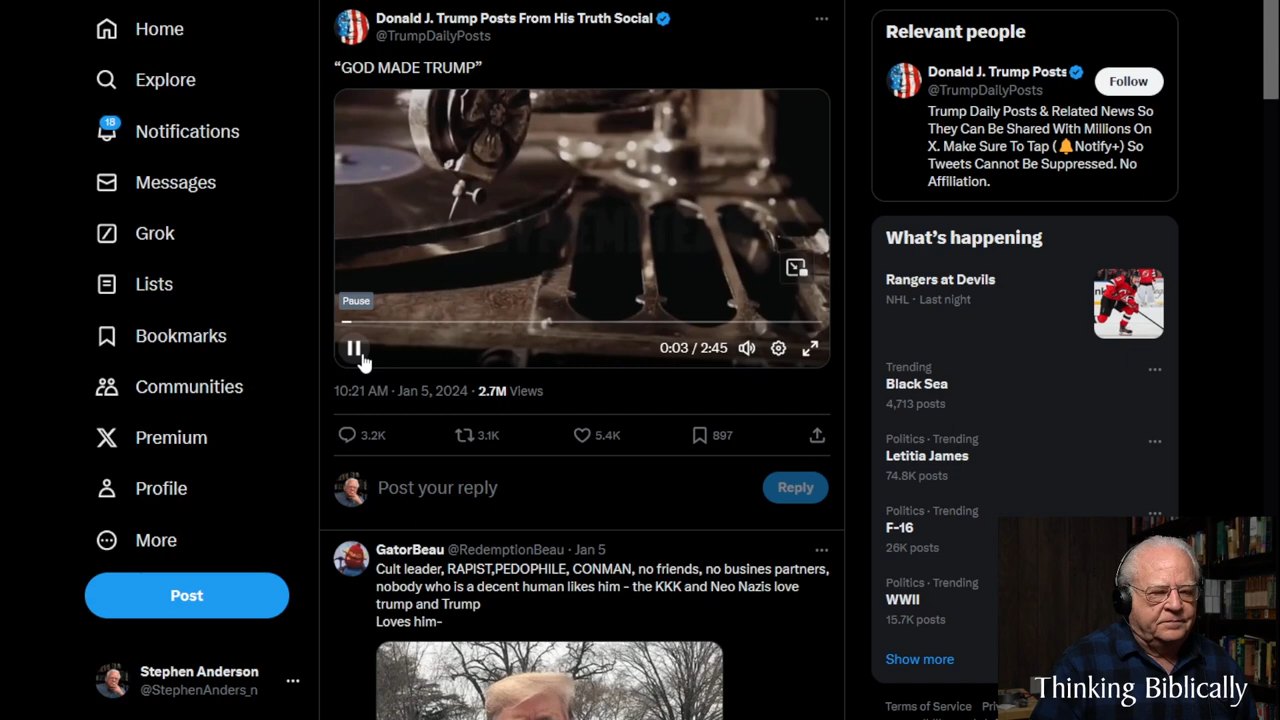 Home
Explore
18
Notifications
Messages
Grok
Lists
Bookmarks
Communities
Premium
Profile
More
Post
Stephen Anderson
@StephenAnders_n
Donald J. Trump Posts From His Truth Social
@TrumpDailyPosts
“GOD MADE TRUMP”
Pause
0:03 / 2:45
10:21 AM · Jan 5, 2024 · 2.7M Views
3.2K
3.1K
5.4K
897
Post your reply
Reply
GatorBeau @RedemptionBeau · Jan 5
Cult leader, RAPIST,PEDOPHILE, CONMAN, no friends, no busines partners,
nobody who is a decent human likes him - the KKK and Neo Nazis love
trump and Trump
Loves him-
Relevant people
Donald J. Trump Posts
@TrumpDailyPosts
Follow
Trump Daily Posts & Related News So
They Can Be Shared With Millions On
X. Make Sure To Tap (🔔Notify+) So
Tweets Cannot Be Suppressed. No
Affiliation.
What’s happening
Rangers at Devils
NHL · Last night
Trending
Black Sea
4,713 posts
Politics · Trending
Letitia James
74.8K posts
Politics · Trending
F-16
26K posts
Politics · Trending
WWII
15.7K posts
Show more
Terms of Service
Thinking Biblically